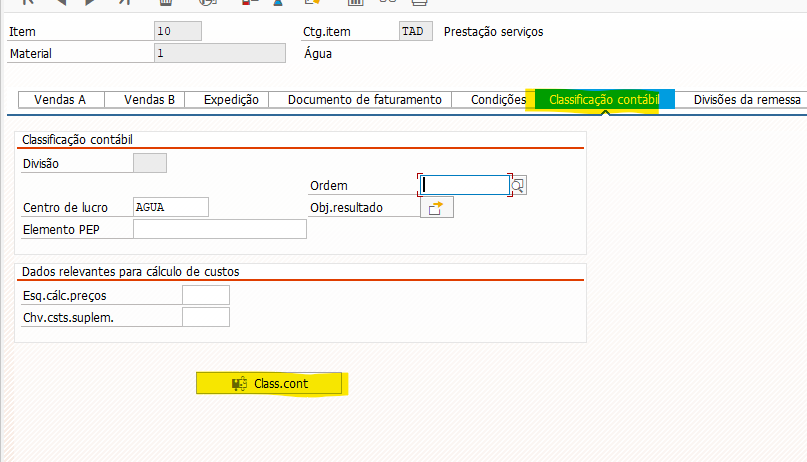 Item 10 Ctg.item TAD Prestação serviços
Material 1 Água
Vendas A Vendas B Expedição Documento de faturamento Condições Classificação contábil Divisões da remessa
Classificação contábil
Divisão
Ordem
Centro de lucro AGUA Obj.resultado
Elemento PEP
Dados relevantes para cálculo de custos
Esq.cálc.preços
Chv.csts.suplem.
Class.cont